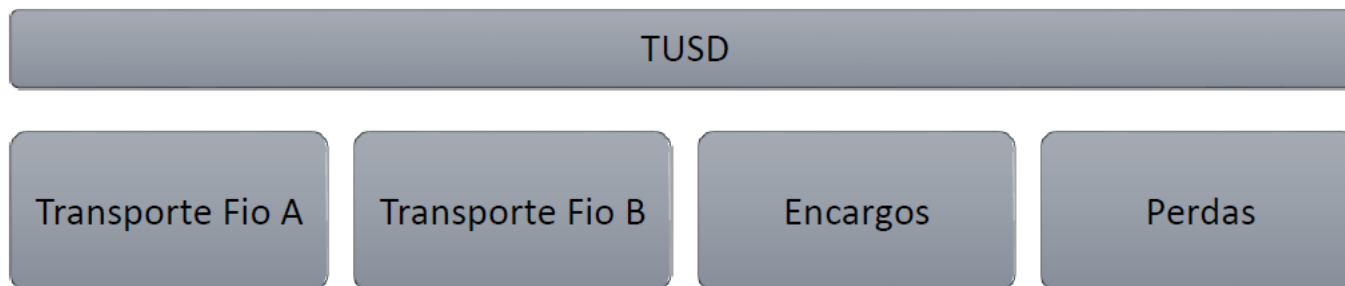 TUSD
Transporte Fio A
Transporte Fio B
Encargos
Perdas